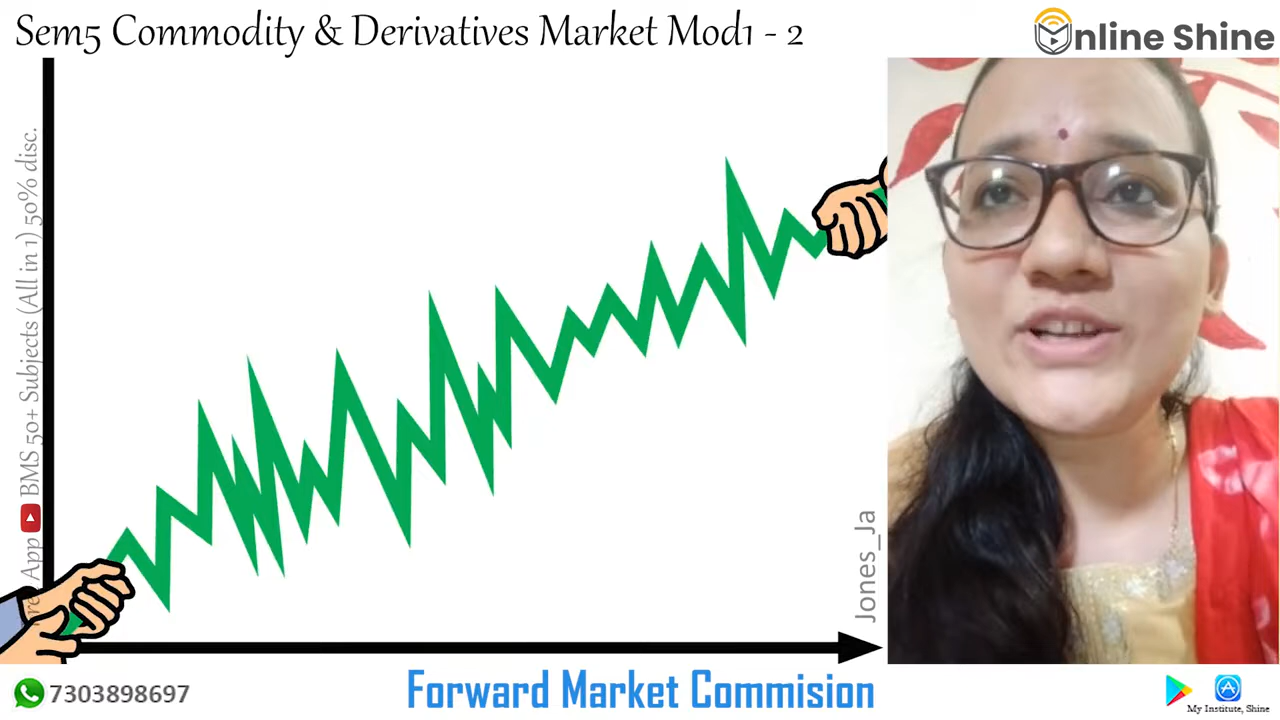 Sem5 Commodity & Derivatives Market Mod1 - 2
Online Shine
App BMS 50+ Subjects (All in 1) 50% disc.
Jones_Ja
7303898697
Forward Market Commision
My Institute, Shine